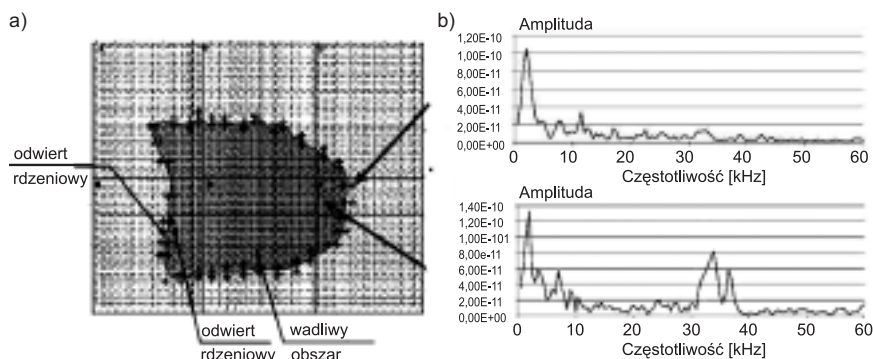 a)
odwiert
rdzeniowy
odwiert
rdzeniowy
wadliwy
obszar
b)
Amplituda
1,20E-10
1,00E-10
8,00E-11
6,00E-11
4,00E-11
2,00E-11
0,00E+00
0 10 20 30 40 50 60
Częstotliwość [kHz]
Amplituda
1,40E-10
1,20E-10
1,00E-101
8,00e-11
6,00E-11
4,00E-11
2,00E-11
0,00E+00
0 10 20 30 40 50 60
Częstotliwość [kHz]